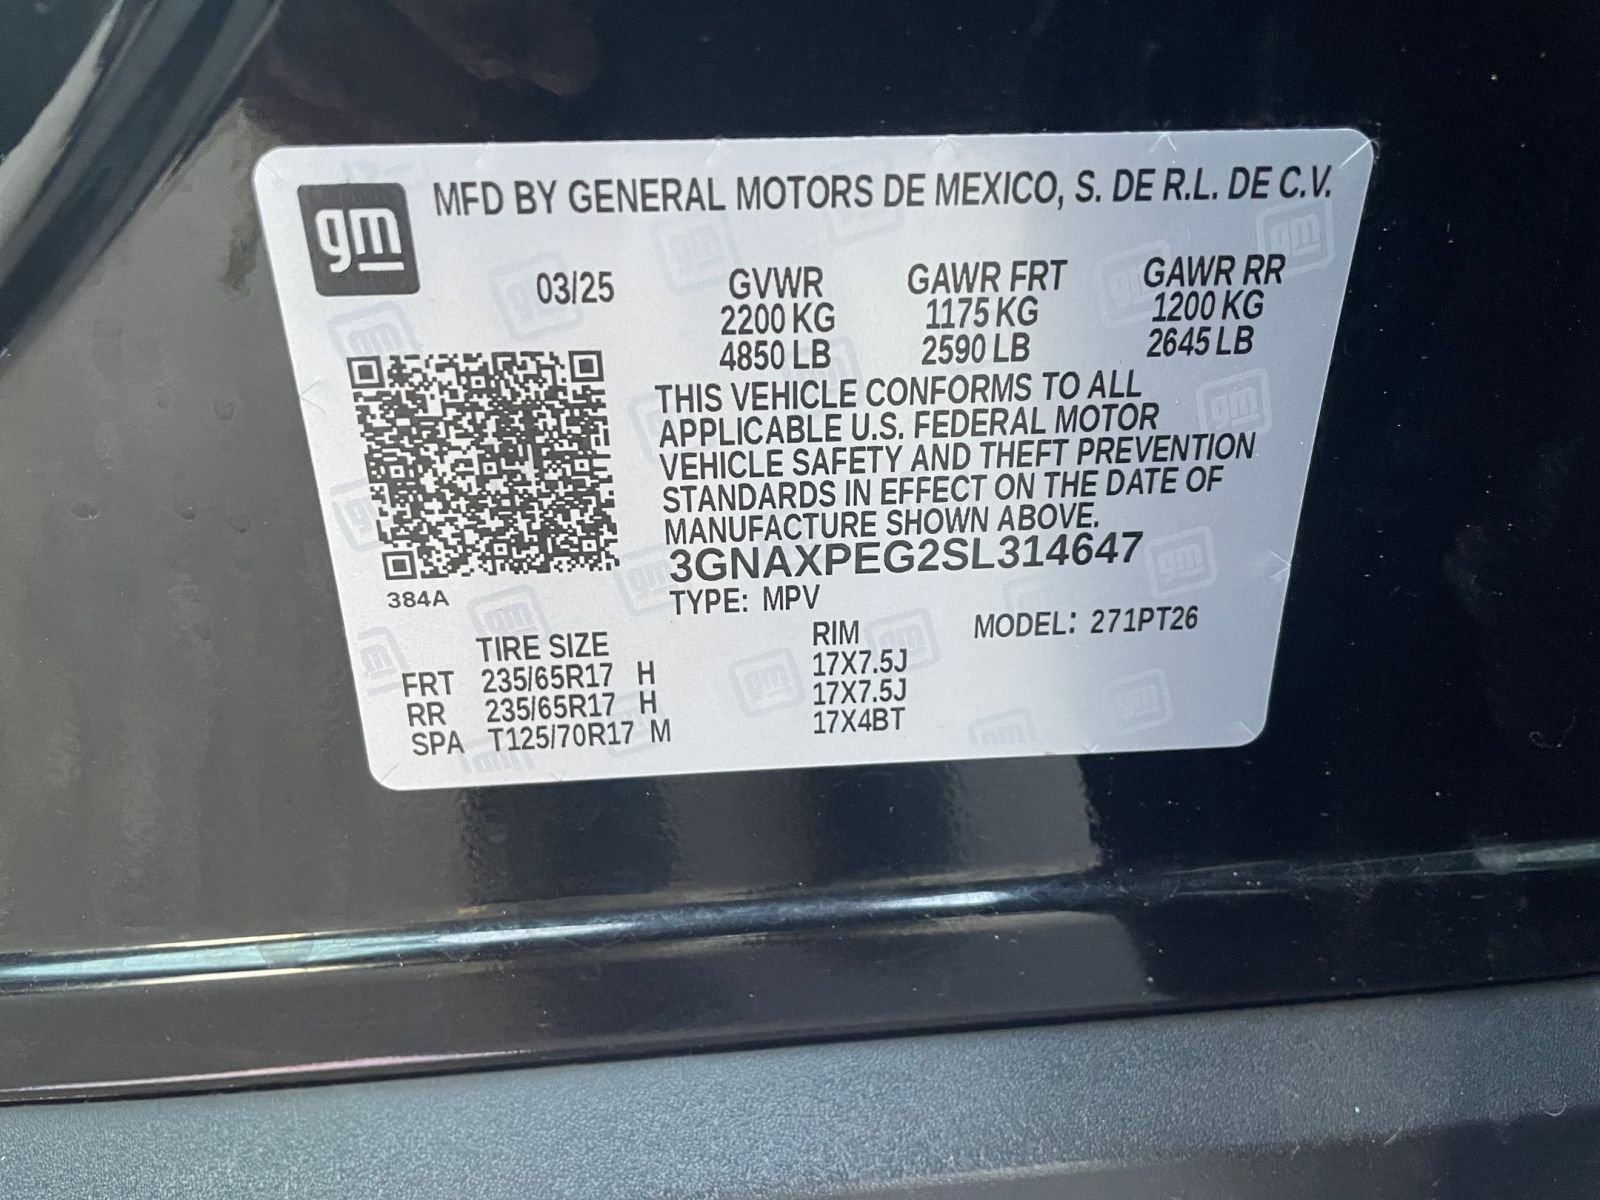 gm MFD BY GENERAL MOTORS DE MEXICO, S. DE R.L. DE C.V.
03/25 GVWR GAWR FRT GAWR RR
2200 KG 1175 KG 1200 KG
4850 LB 2590 LB 2645 LB
THIS VEHICLE CONFORMS TO ALL
APPLICABLE U.S. FEDERAL MOTOR
VEHICLE SAFETY AND THEFT PREVENTION
STANDARDS IN EFFECT ON THE DATE OF
MANUFACTURE SHOWN ABOVE.
3GNAXPEG2SL314647
384A TYPE: MPV MODEL: 271PT26
TIRE SIZE RIM
FRT 235/65R17 H 17X7.5J
RR 235/65R17 H 17X7.5J
SPA T125/70R17 M 17X4BT